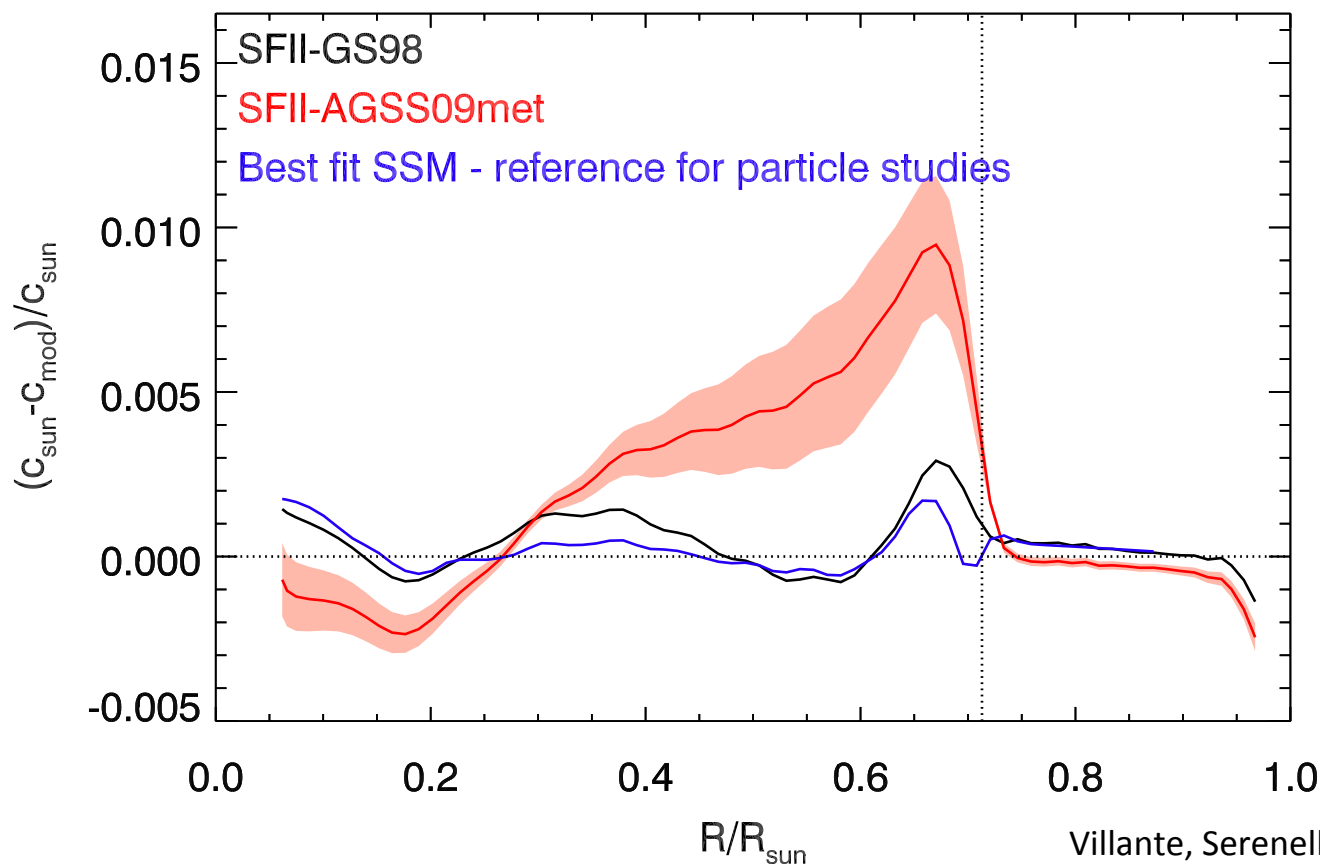 SFII-GS98
SFII-AGSS09met
Best fit SSM - reference for particle studies
0.015
0.010
0.005
0.000
-0.005
(c_sun-c_mod)/c_sun
0.0 0.2 0.4 0.6 0.8 1.0
R/R_sun
Villante, Serenell